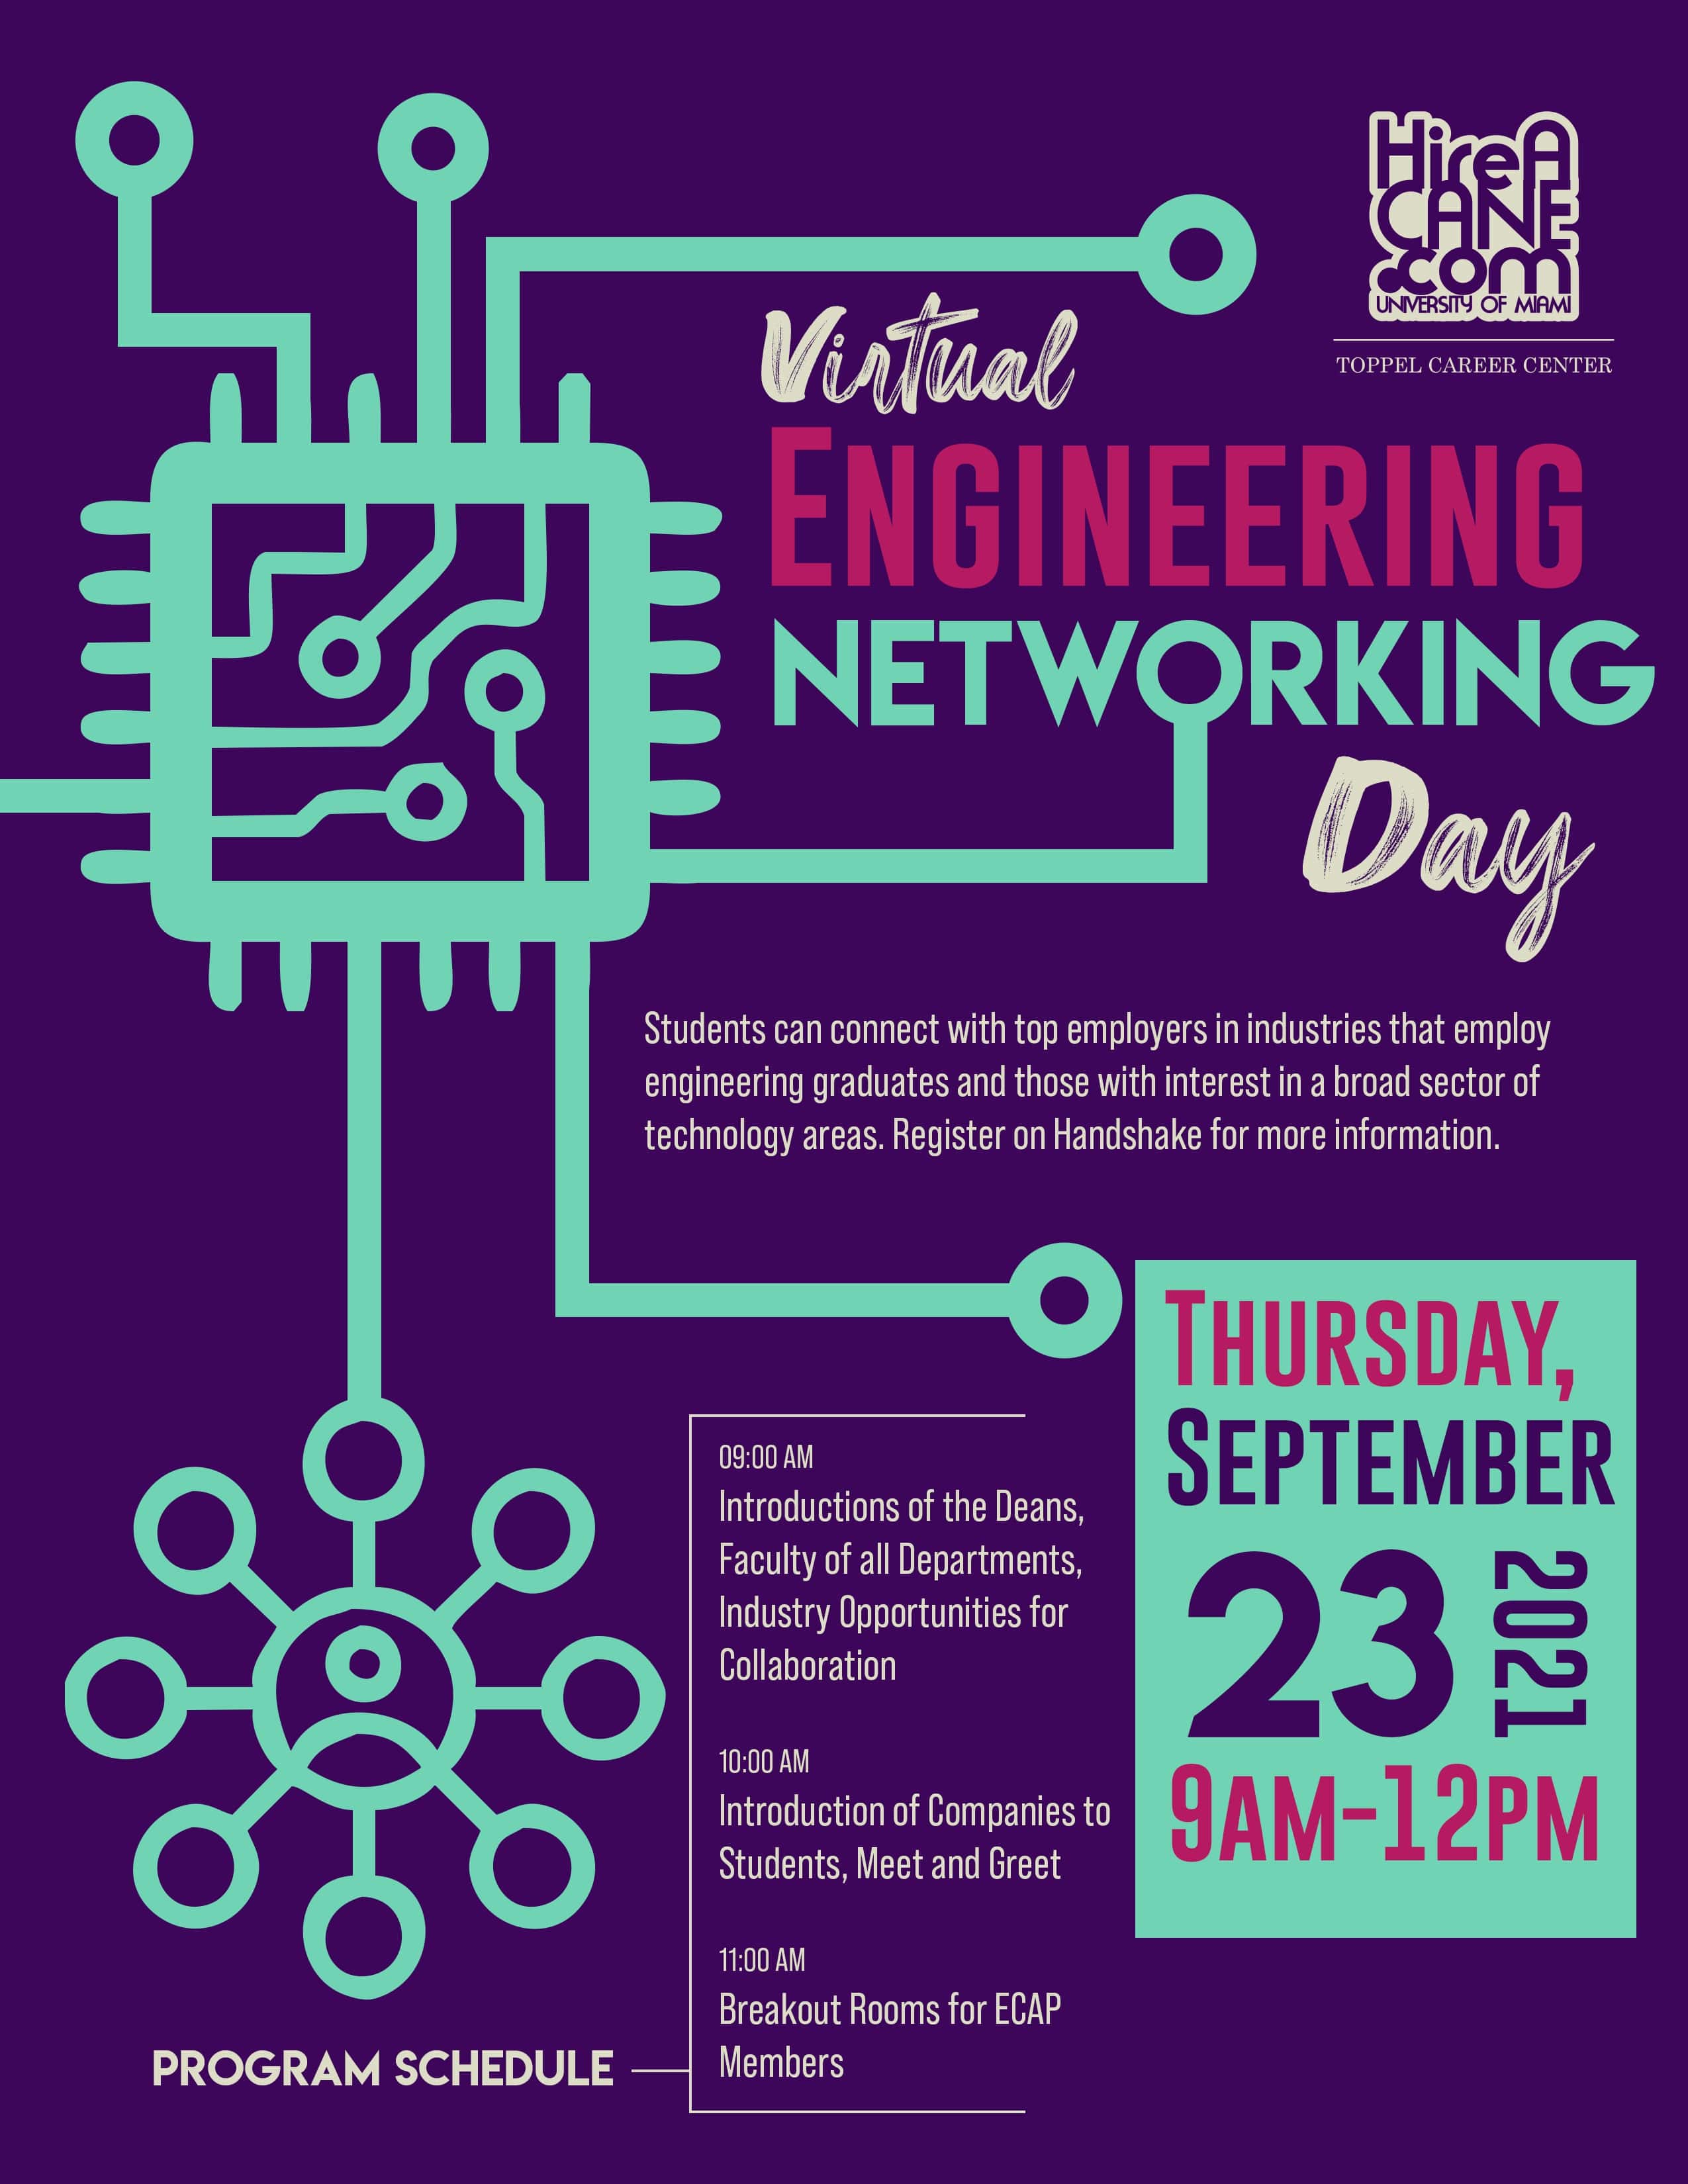 HireA
CANE
.com
UNIVERSITY OF MIAMI
TOPPEL CAREER CENTER
Virtual
ENGINEERING
NETWORKING
Day
Students can connect with top employers in industries that employ
engineering graduates and those with interest in a broad sector of
technology areas. Register on Handshake for more information.
THURSDAY,
SEPTEMBER
23 2021
9AM-12PM
09:00 AM
Introductions of the Deans,
Faculty of all Departments,
Industry Opportunities for
Collaboration
10:00 AM
Introduction of Companies to
Students, Meet and Greet
11:00 AM
Breakout Rooms for ECAP
Members
PROGRAM SCHEDULE